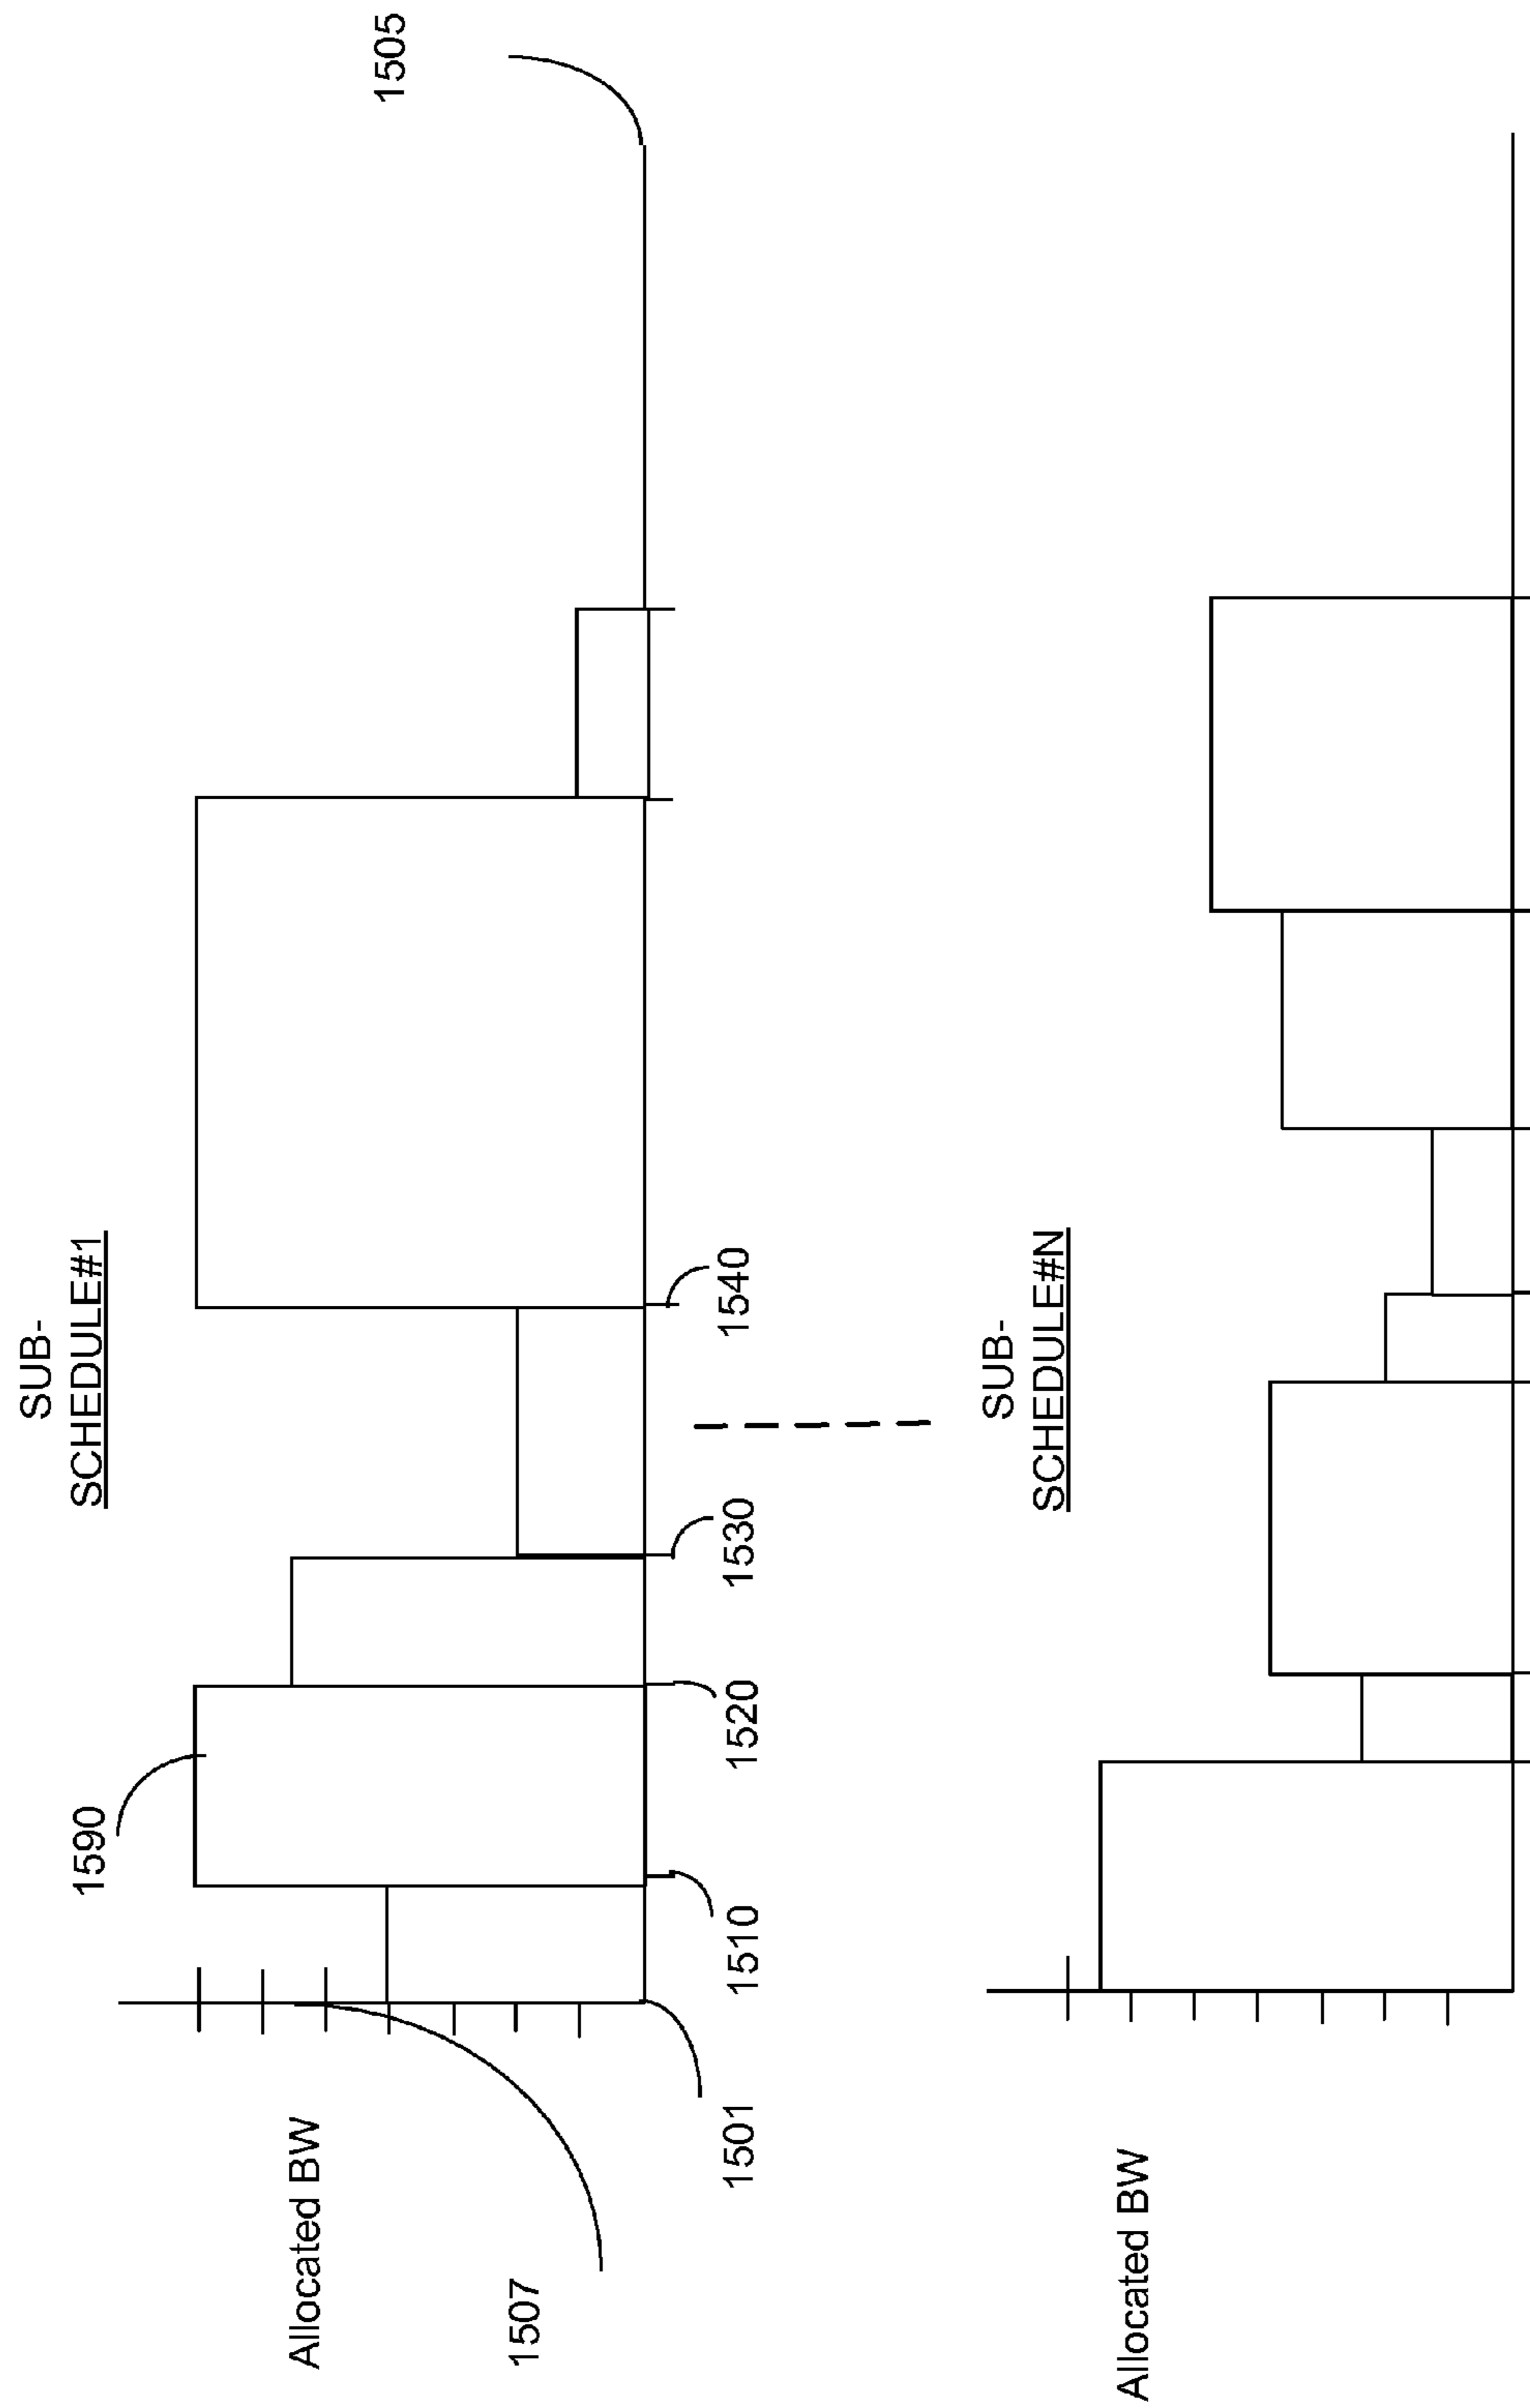 SUB-
SCHEDULE#1
1590
1505
Allocated BW
1507
1501
1510
1520
1530
1540
SUB-
SCHEDULE#N
Allocated BW